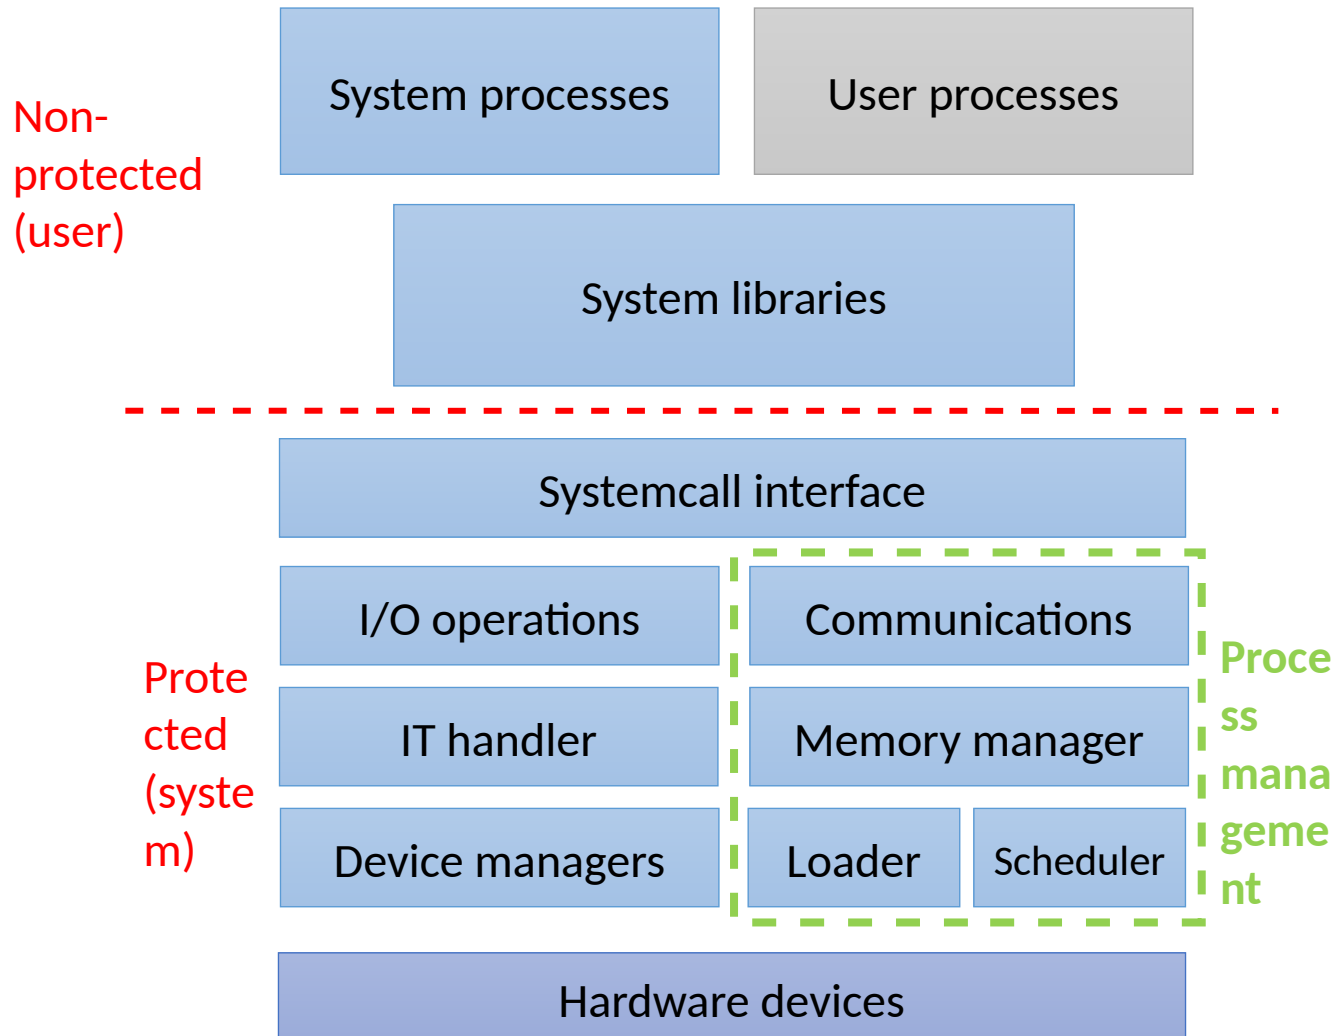 System processes
User processes
Non-
protected
(user)
System libraries
Systemcall interface
I/O operations
Communications
IT handler
Memory manager
Device managers
Loader
Scheduler
Prote
cted
(syste
m)
Proce
ss
mana
geme
nt
Hardware devices